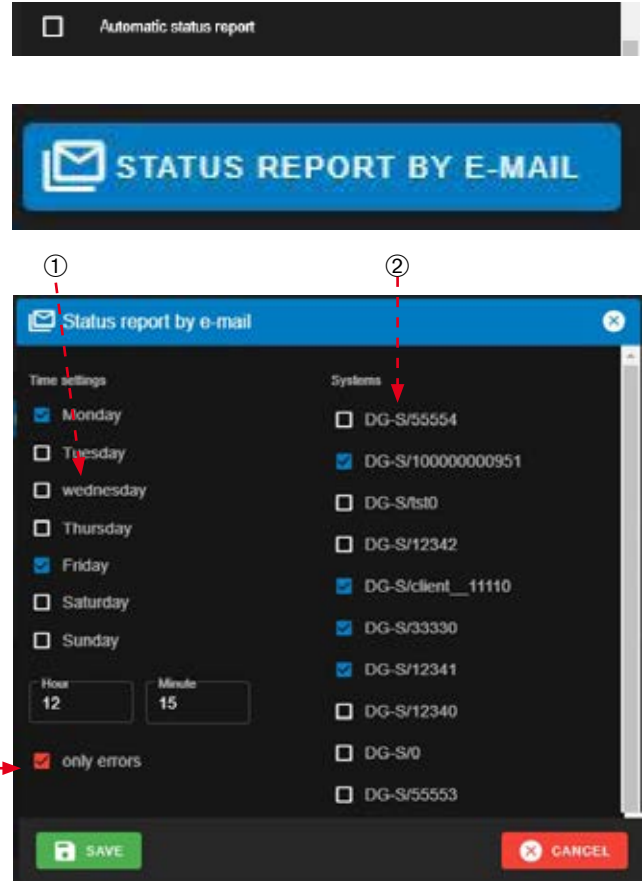 Automatic status report
STATUS REPORT BY E-MAIL
① ②
Status report by e-mail
Time settings
Monday
Tuesday
wednesday
Thursday
Friday
Saturday
Sunday
Hour Minute
12 15
only errors
Systems
DG-S/55554
DG-S/100000000951
DG-S/tst0
DG-S/12342
DG-S/client__11110
DG-S/33330
DG-S/12341
DG-S/12340
DG-S/0
DG-S/55553
SAVE CANCEL